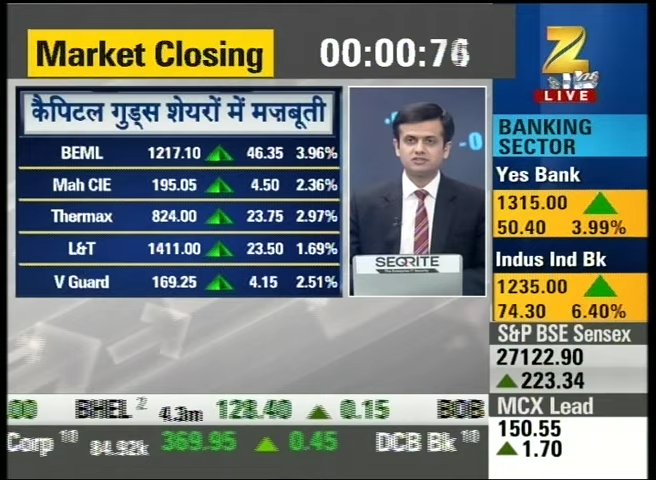 Market Closing
00:00:76
Z
LIVE
कैपिटल गुड्स शेयरों में मजबूती
BEML 1217.10 46.35 3.96%
Mah CIE 195.05 4.50 2.36%
Thermax 824.00 23.75 2.97%
L&T 1411.00 23.50 1.69%
V Guard 169.25 4.15 2.51%
SEQRITE
BANKING
SECTOR
Yes Bank
1315.00
50.40 3.99%
Indus Ind Bk
1235.00
74.30 6.40%
S&P BSE Sensex
27122.90
223.34
MCX Lead
150.55
1.70
00 BHEL 2 4.3m 128.40 0.15 BOB
Corp 10 84.92k 369.95 0.45 DCB Bk 10